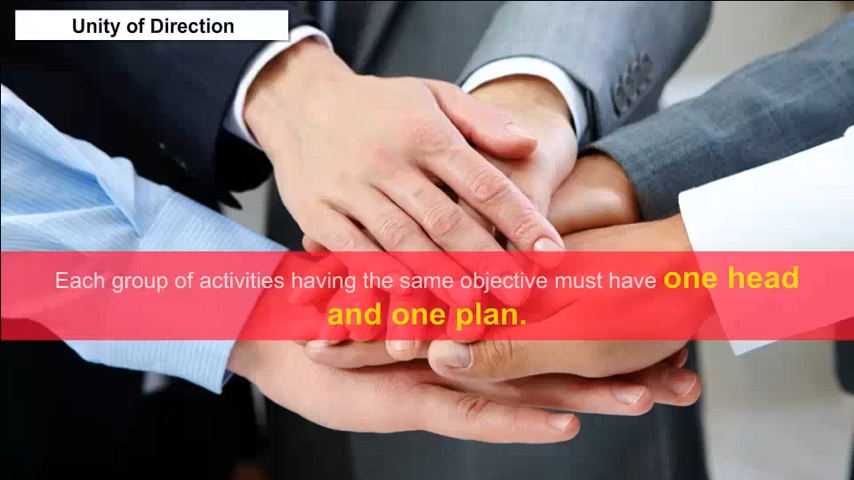 Unity of Direction
Each group of activities having the same objective must have one head
and one plan.